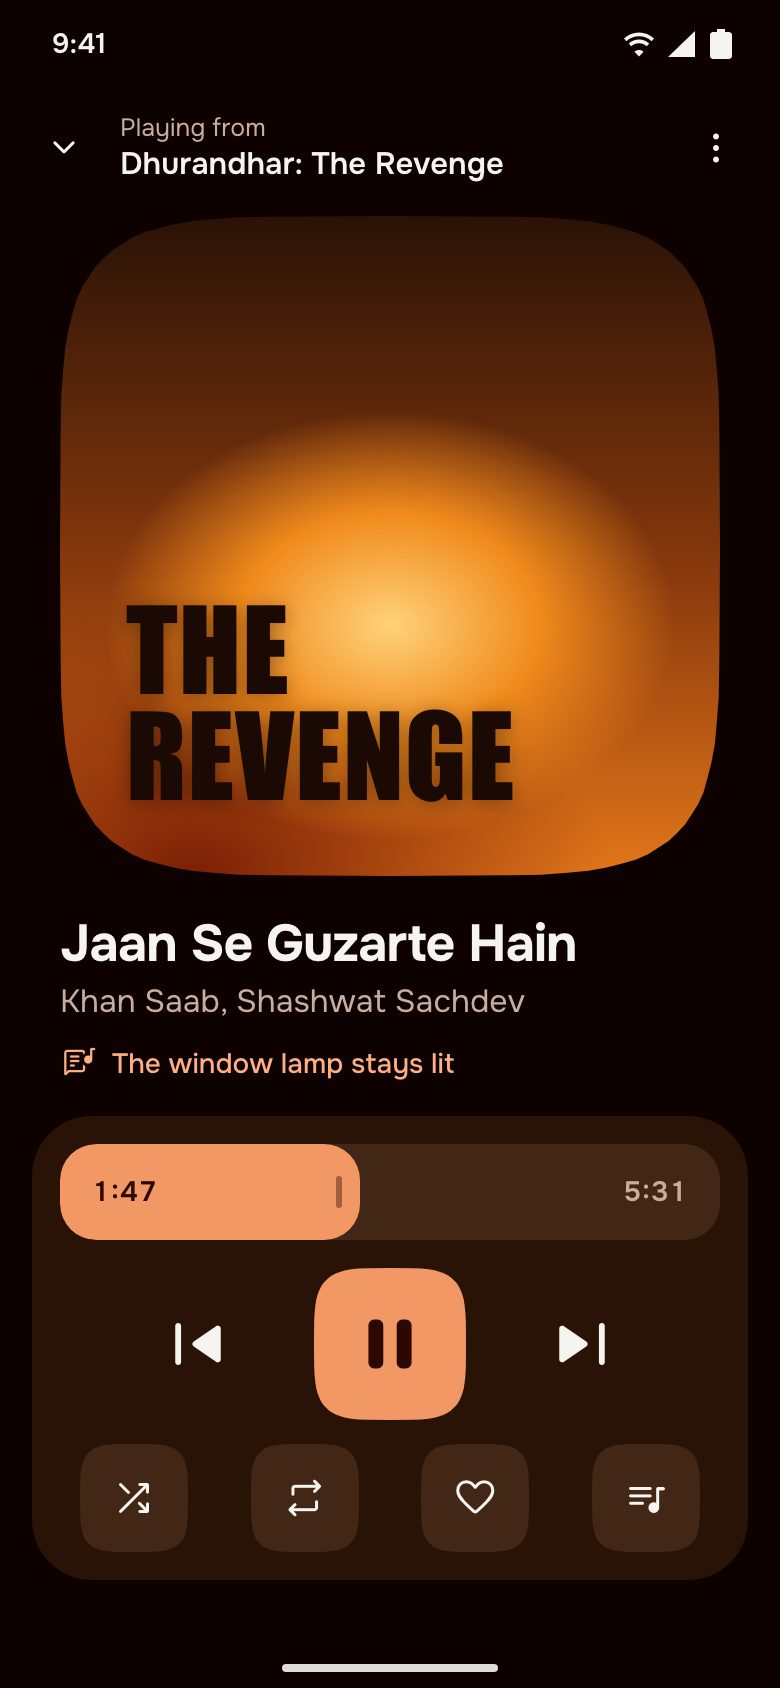 9:41
Playing from
Dhurandhar: The Revenge
THE
REVENGE
Jaan Se Guzarte Hain
Khan Saab, Shashwat Sachdev
The window lamp stays lit
1:47
5:31